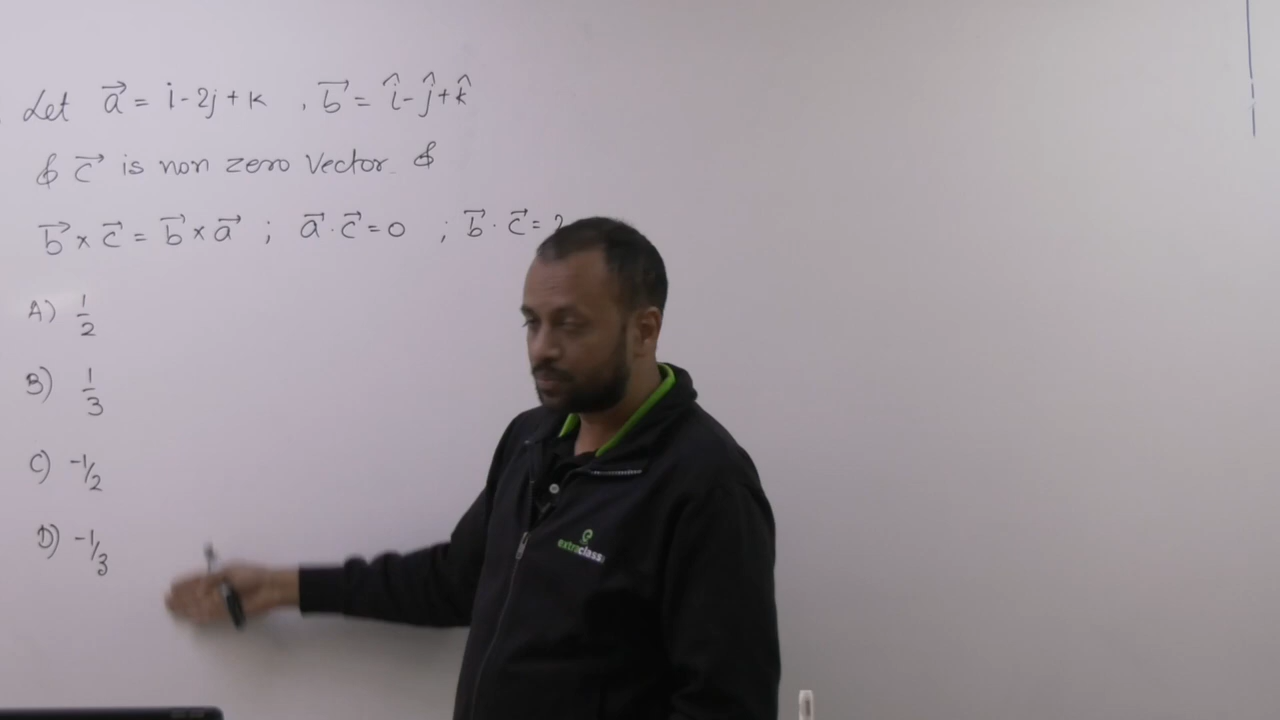 Let a⃗ = i - 2j + k , b⃗ = î - ĵ + k̂
& c⃗ is non zero Vector &
b⃗ × c⃗ = b⃗ × a⃗ ; a⃗ · c⃗ = 0 ; b⃗ · c⃗ = ?
A) 1/2
B) 1/3
C) -1/2
D) -1/3
extraclass